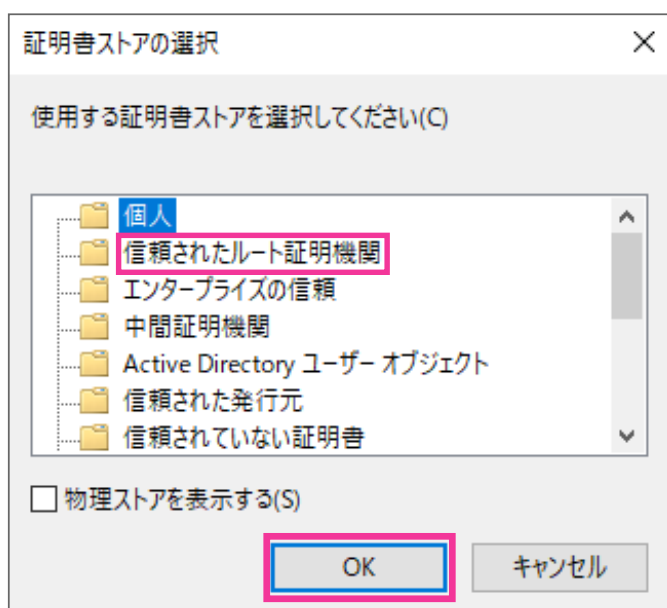 証明書ストアの選択
使用する証明書ストアを選択してください(C)
個人
信頼されたルート証明機関
エンタープライズの信頼
中間証明機関
Active Directory ユーザー オブジェクト
信頼された発行元
信頼されていない証明書
物理ストアを表示する(S)
OK キャンセル